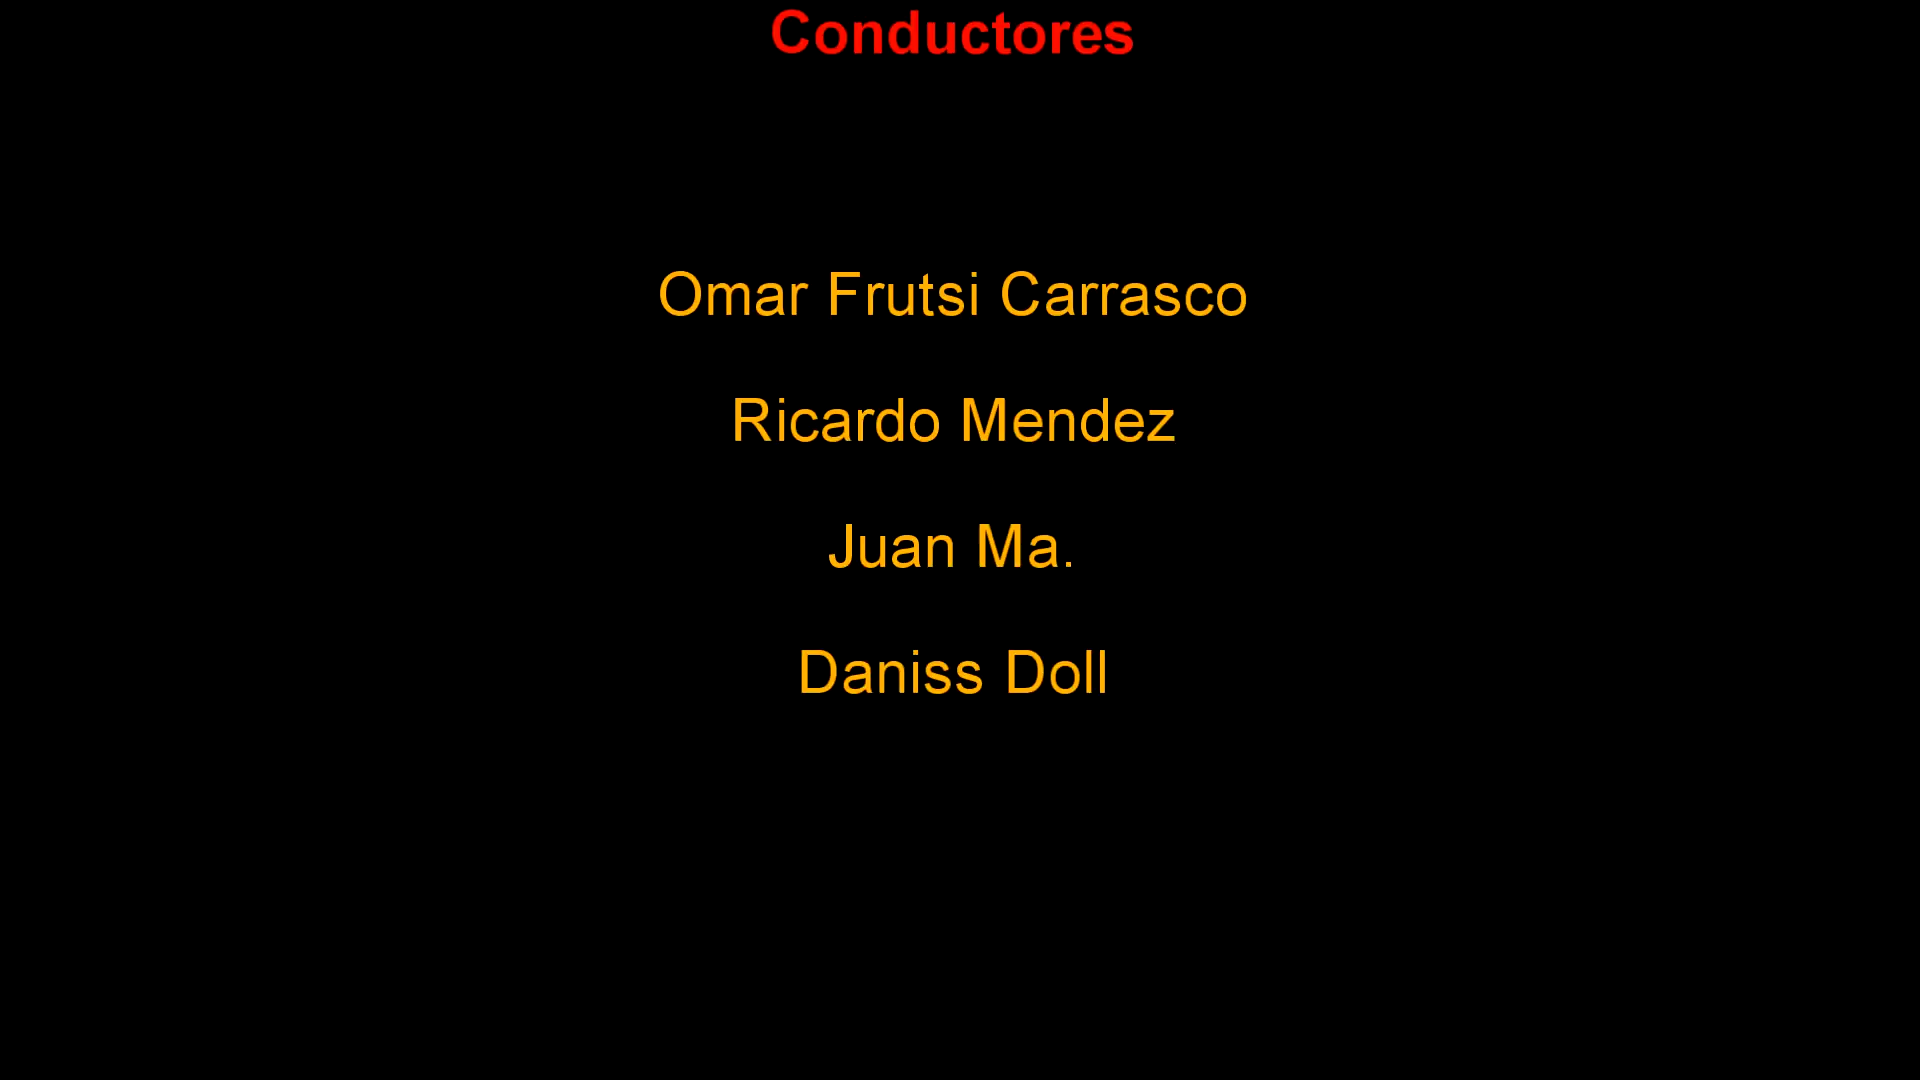 Conductores
Omar Frutsi Carrasco
Ricardo Mendez
Juan Ma.
Daniss Doll